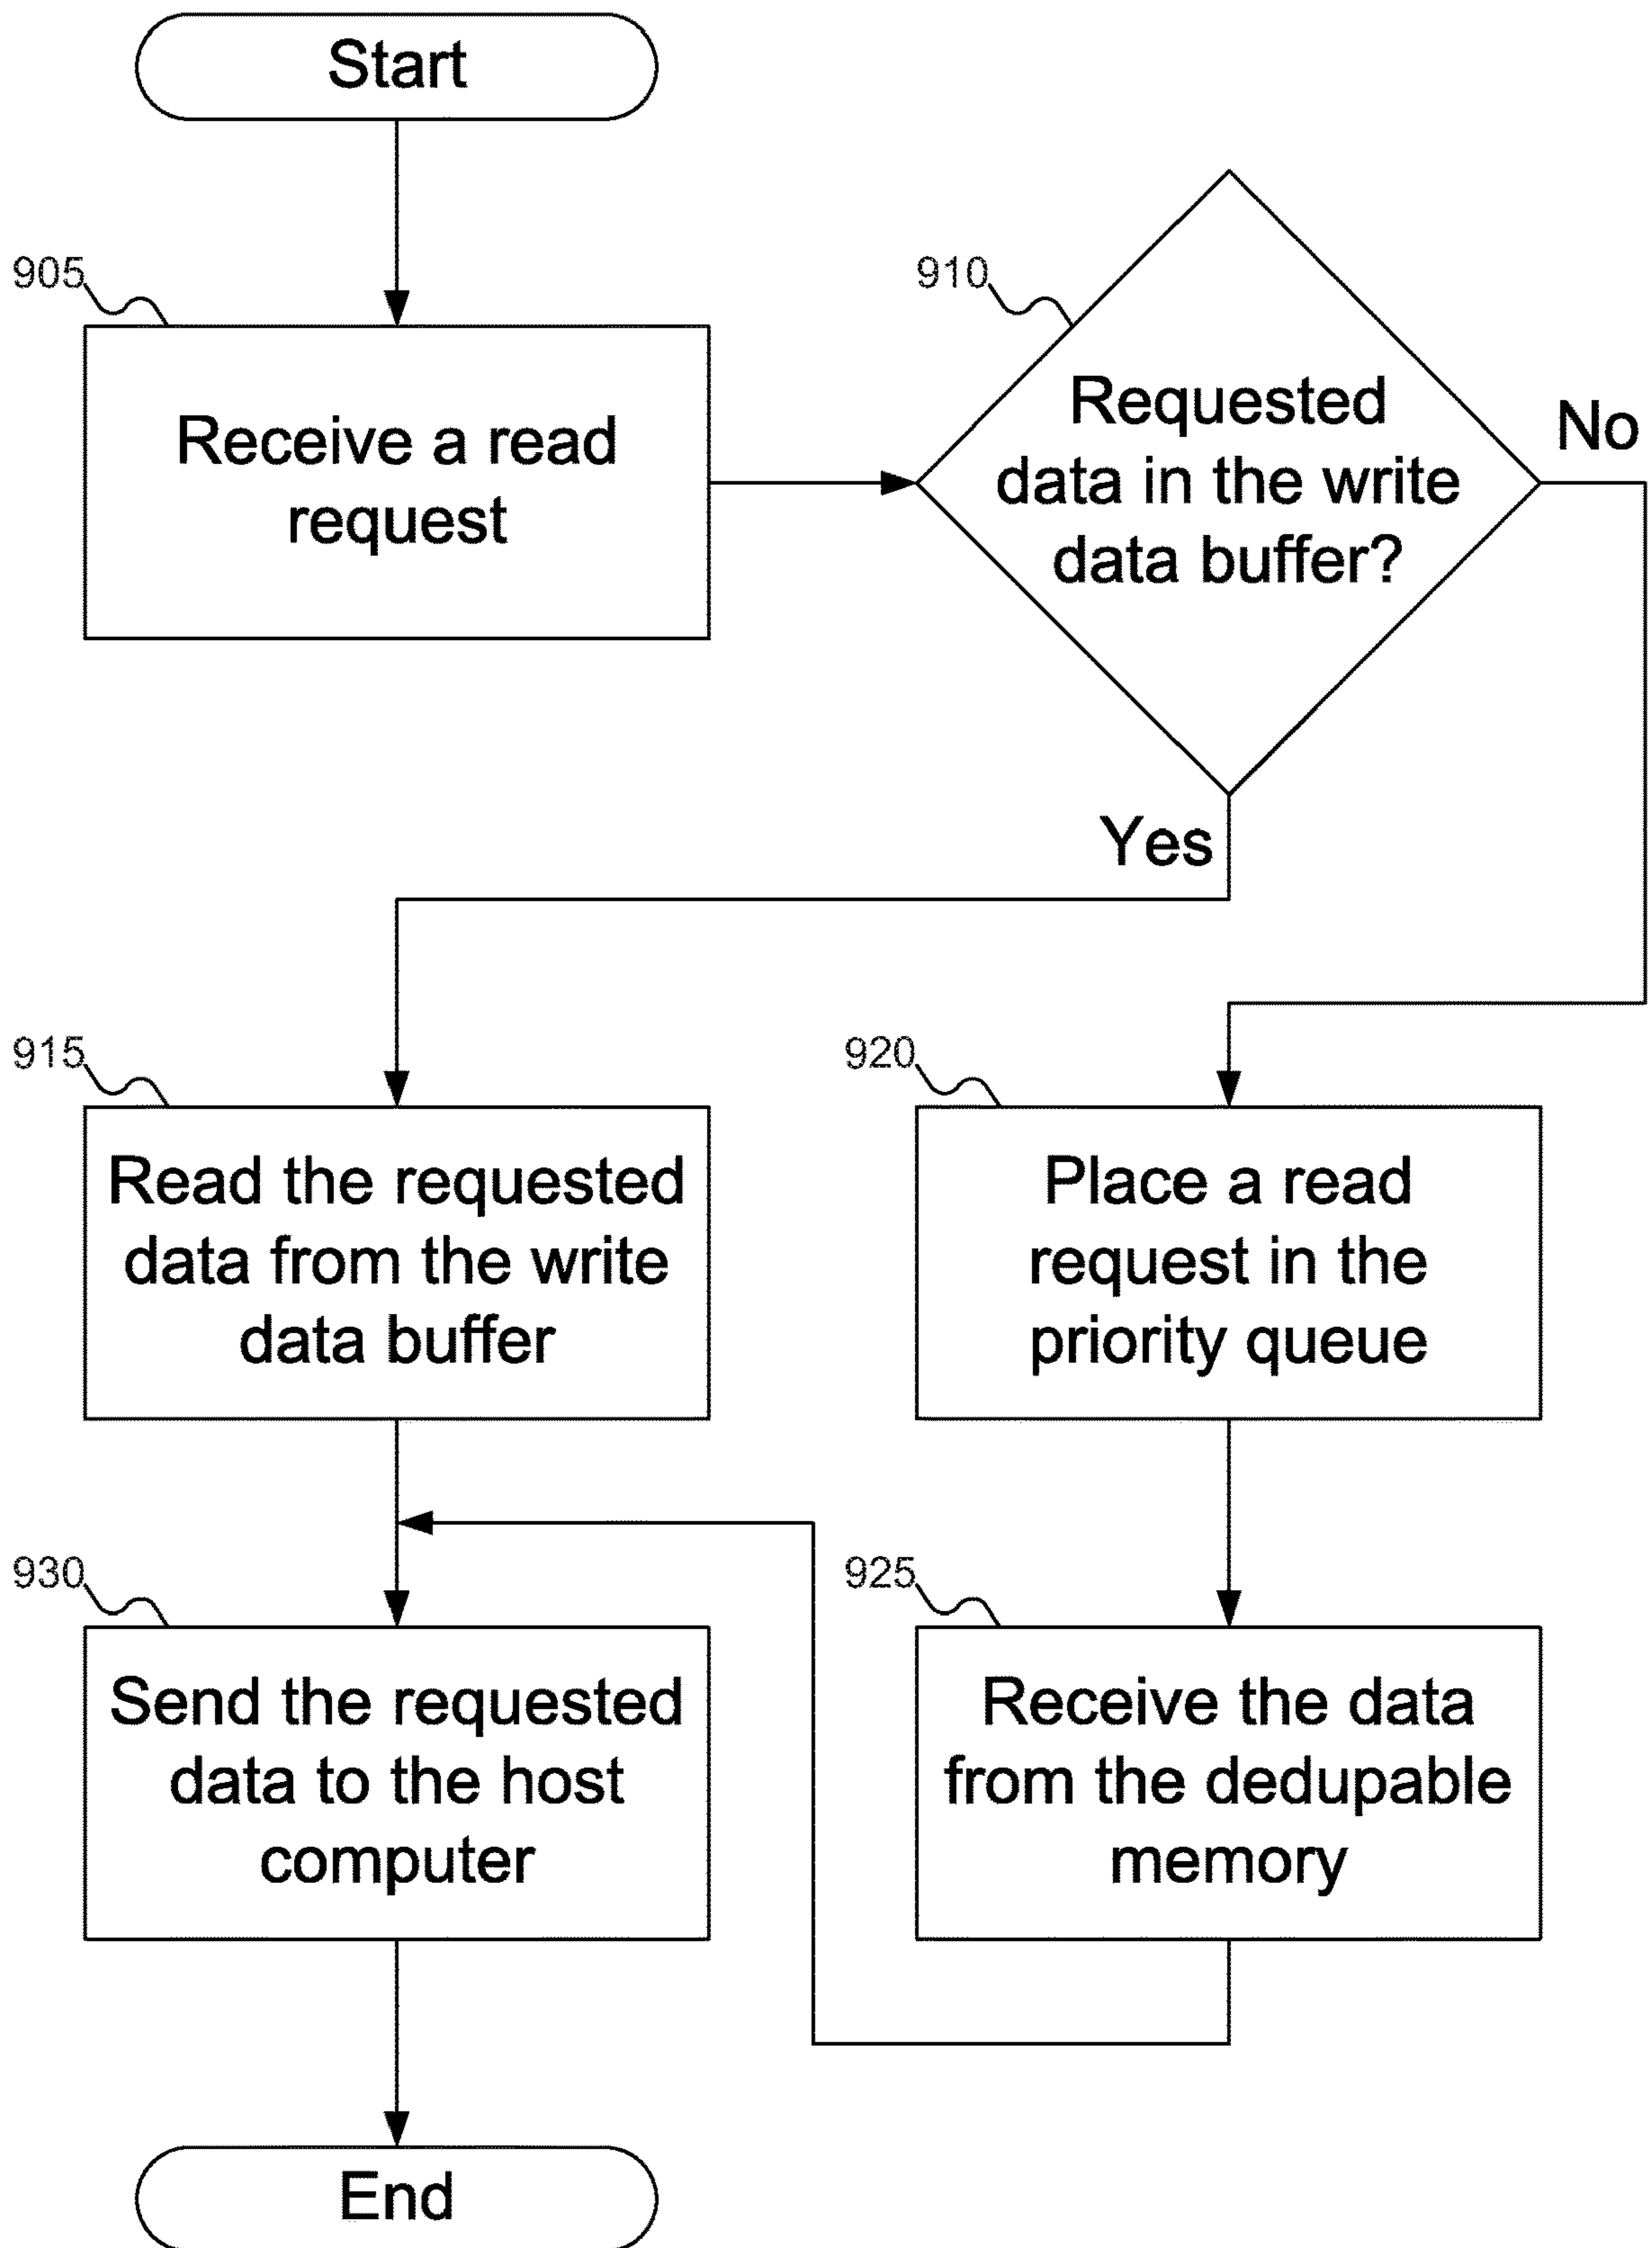 Start
905
Receive a read
request
910
Requested
data in the write
data buffer?
No
Yes
915
Read the requested
data from the write
data buffer
920
Place a read
request in the
priority queue
930
Send the requested
data to the host
computer
925
Receive the data
from the dedupable
memory
End